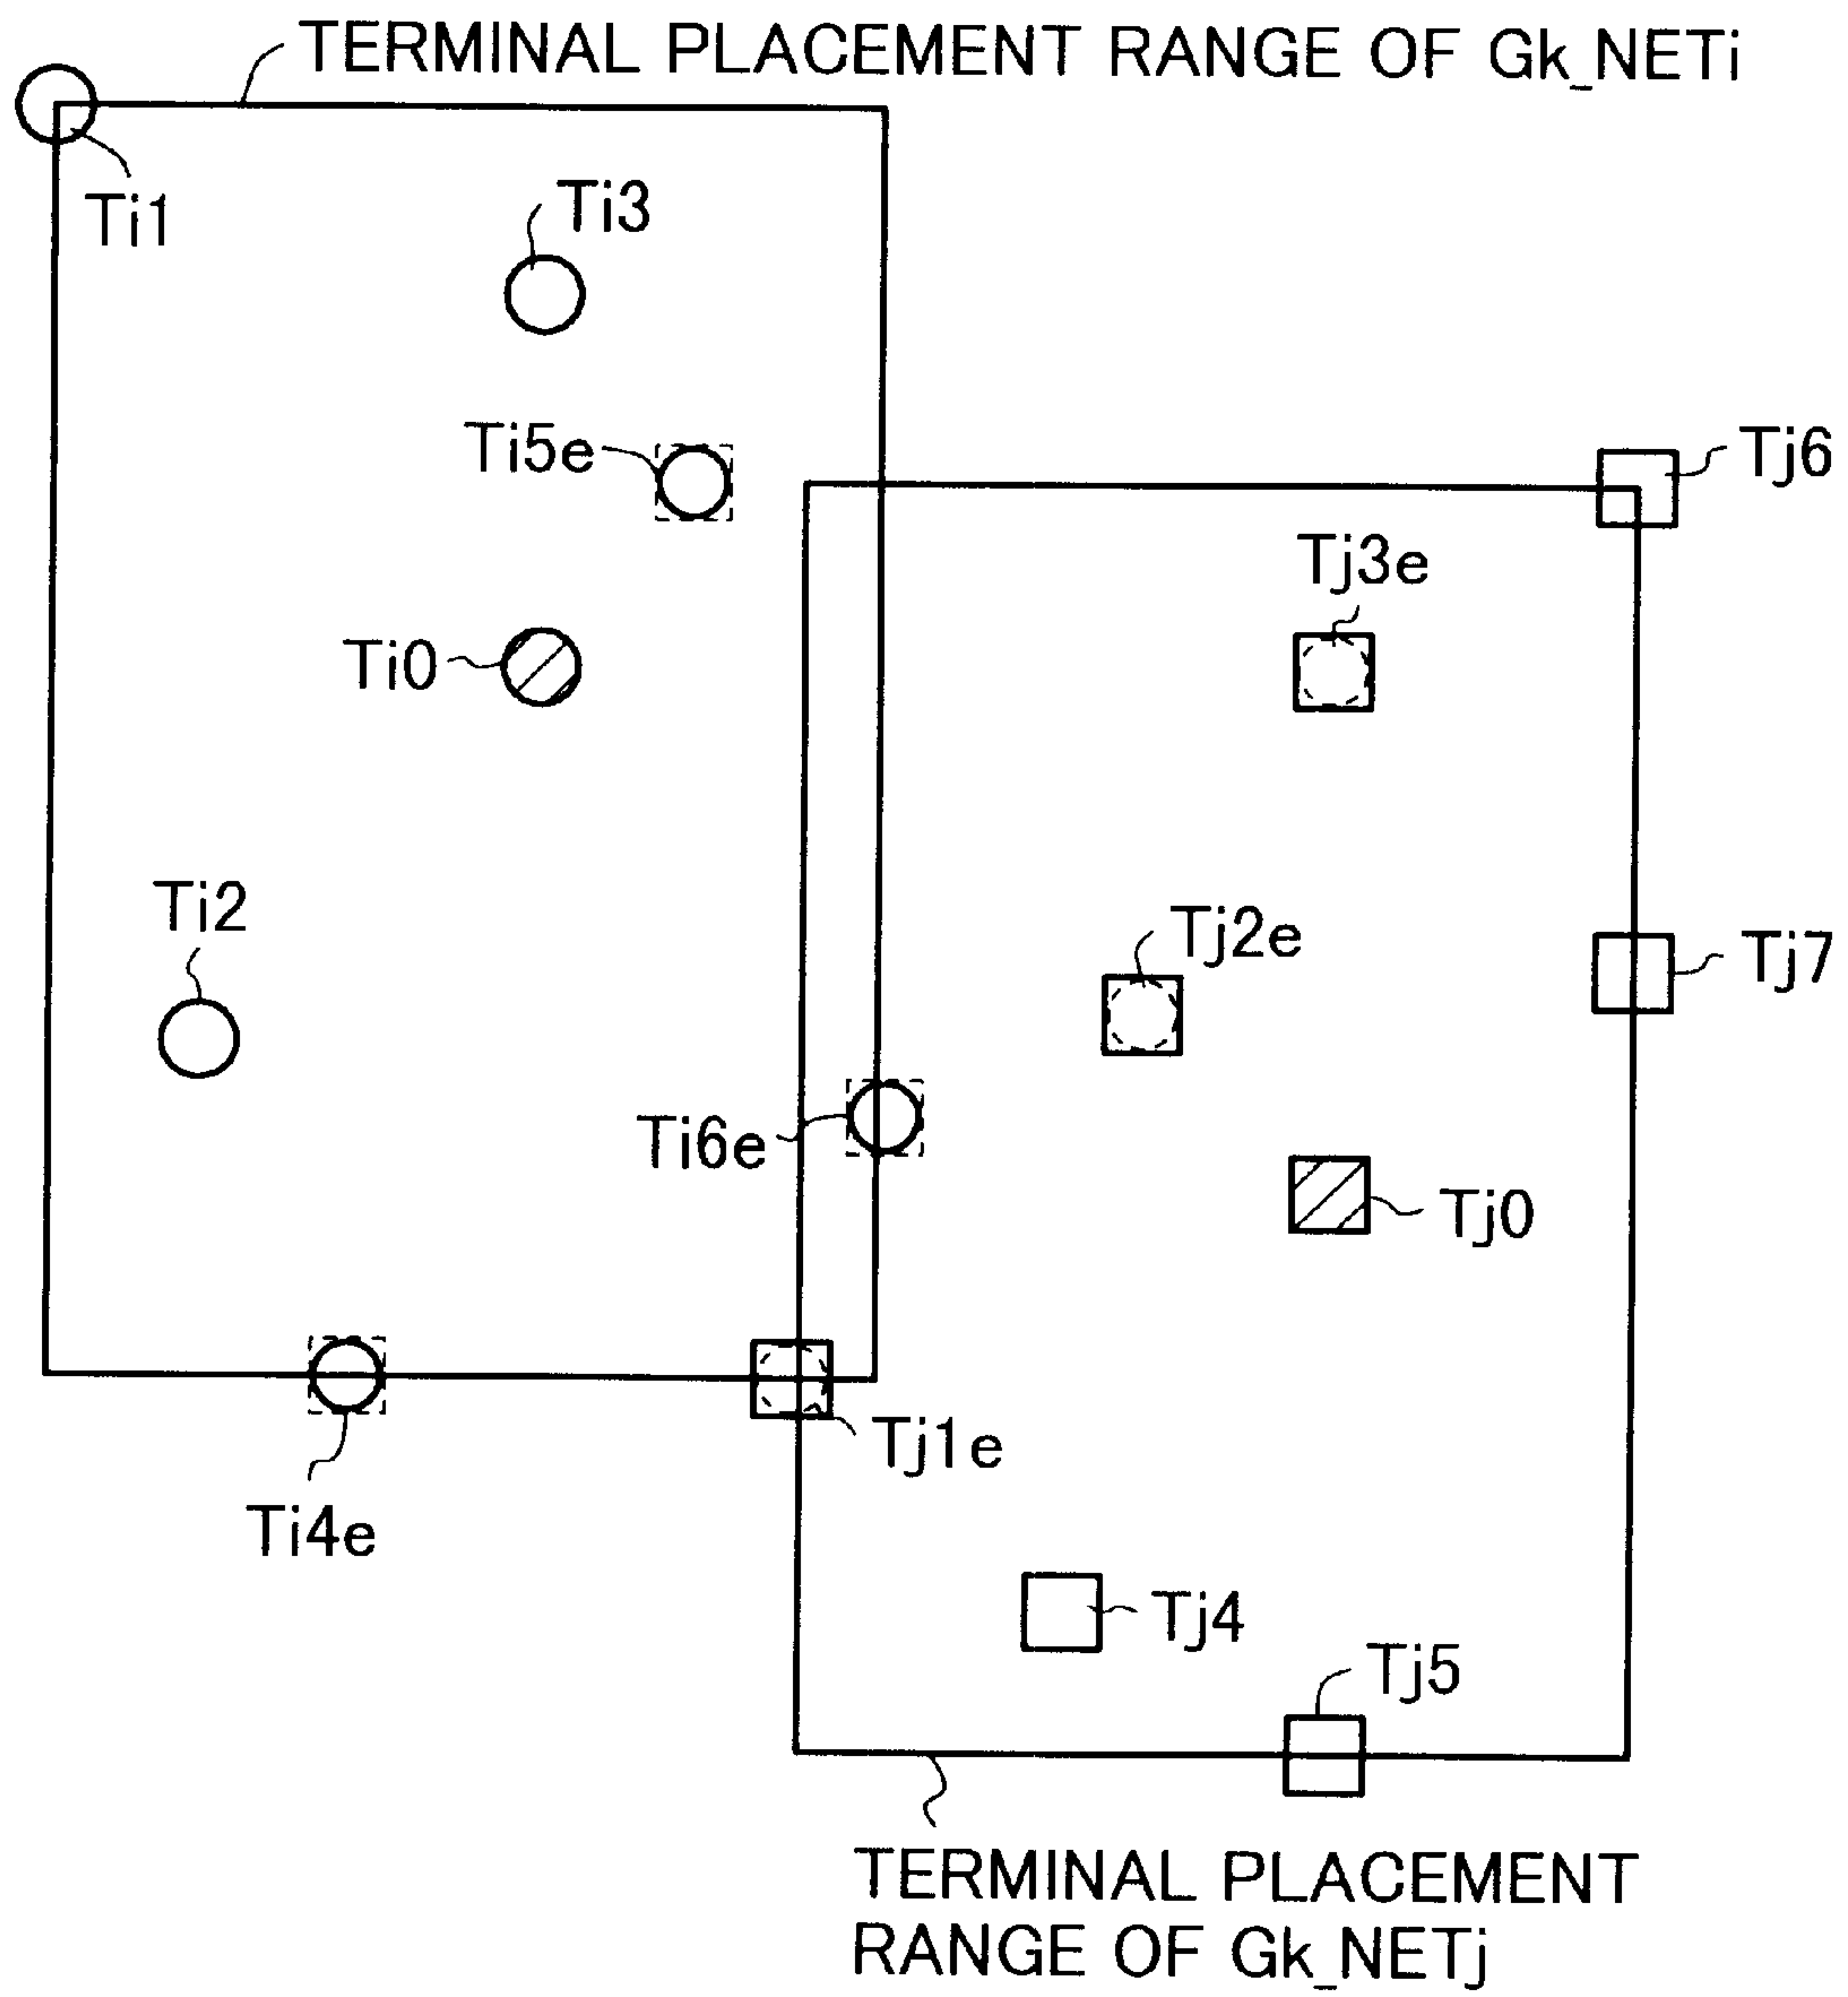 TERMINAL PLACEMENT RANGE OF Gk_NETi
Ti1
Ti3
Ti5e
Tj6
Tj3e
Ti0
Ti2
Tj2e
Tj7
Ti6e
Tj0
Tj1e
Ti4e
Tj4
Tj5
TERMINAL PLACEMENT
RANGE OF Gk_NETj